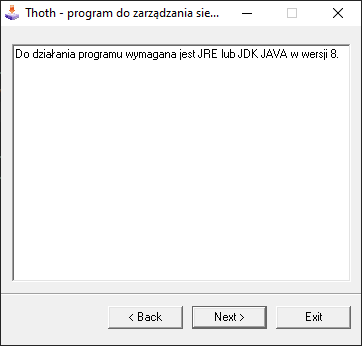 Thoth - program do zarządzania sie...
Do działania programu wymagana jest JRE lub JDK JAVA w wersji 8.
< Back
Next >
Exit